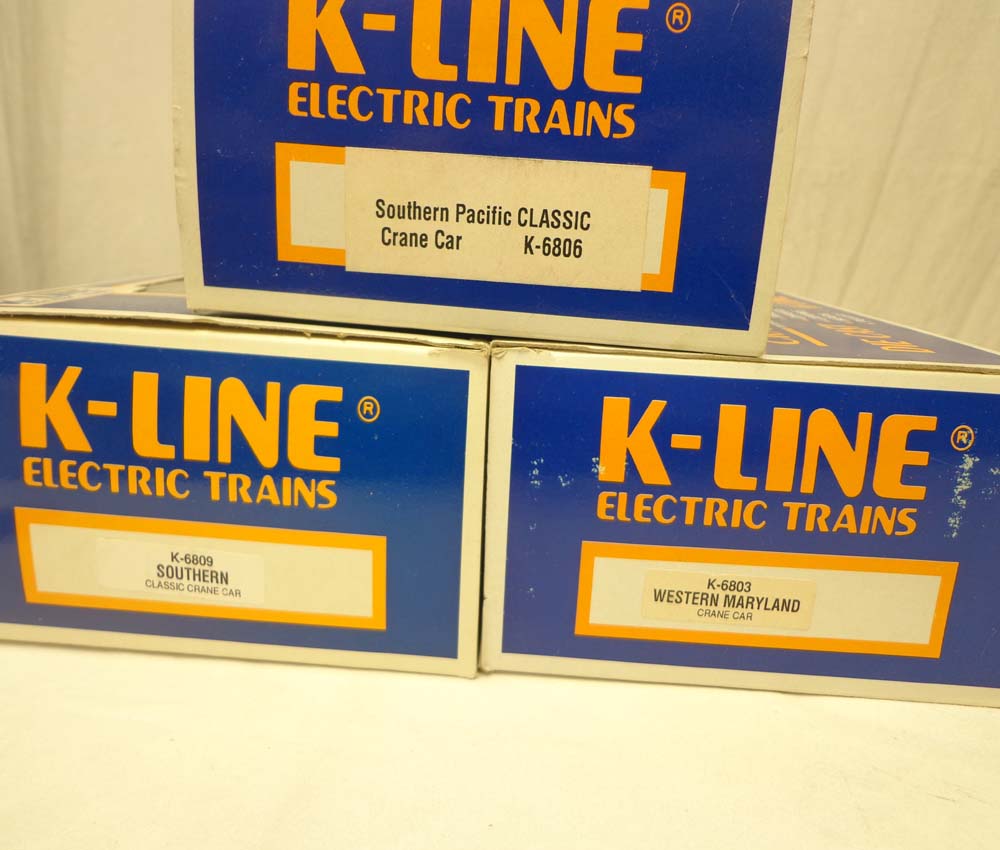 K-LINE®
ELECTRIC TRAINS
Southern Pacific CLASSIC
Crane Car K-6806
K-LINE®
ELECTRIC TRAINS
K-6809
SOUTHERN
CLASSIC CRANE CAR
K-LINE®
ELECTRIC TRAINS
K-6803
WESTERN MARYLAND
CRANE CAR